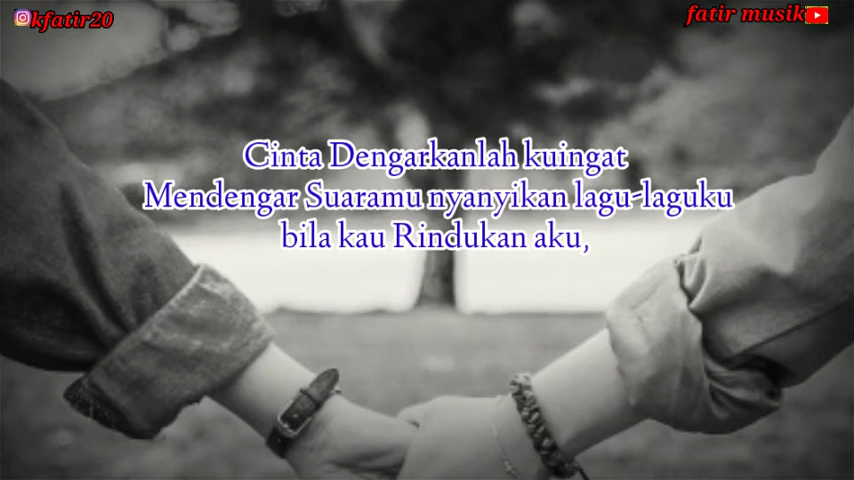 kfatir20
fatir musik
Cinta Dengarkanlah kuingat
Mendengar Suaramu nyanyikan lagu-laguku
bila kau Rindukan aku,